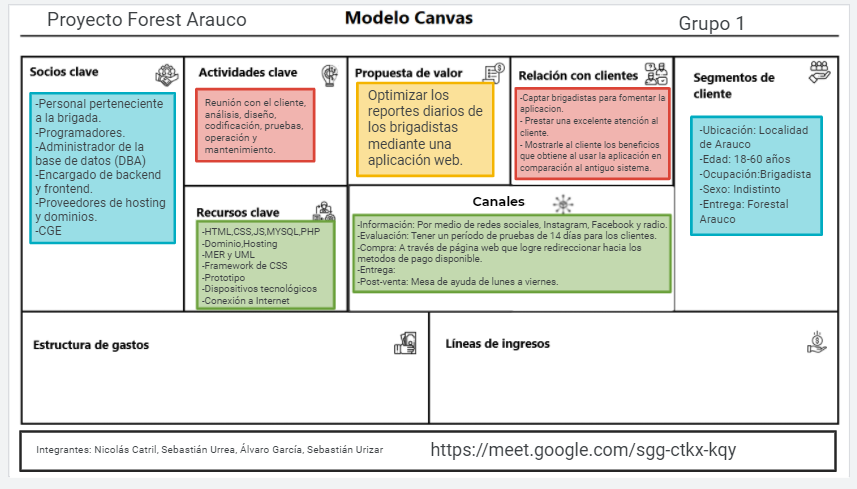 Proyecto Forest Arauco
Modelo Canvas
Grupo 1
Socios clave
-Personal perteneciente
a la brigada.
-Programadores.
-Administrador de la
base de datos (DBA)
-Encargado de backend
y frontend.
-Proveedores de hosting
y dominios.
-CGE
Actividades clave
Reunión con el cliente,
análisis, diseño,
codificación, pruebas,
operación y
mantenimiento.
Recursos clave
-HTML,CSS,JS,MYSQL,PHP
-Dominio,Hosting
-MER y UML
-Framework de CSS
-Prototipo
-Dispositivos tecnológicos
-Conexión a Internet
Propuesta de valor
Optimizar los
reportes diarios de
los brigadistas
mediante una
aplicación web.
Relación con clientes
-Captar brigadistas para fomentar la
aplicacion.
- Prestar una excelente atención al
cliente.
- Mostrarle al cliente los beneficios
que obtiene al usar la aplicación en
comparación al antiguo sistema.
Canales
-Información: Por medio de redes sociales, Instagram, Facebook y radio.
-Evaluación: Tener un período de pruebas de 14 días para los clientes.
-Compra: A través de página web que logre redireccionar hacia los
metodos de pago disponible.
-Entrega:
-Post-venta: Mesa de ayuda de lunes a viernes.
Segmentos de
cliente
-Ubicación: Localidad
de Arauco
-Edad: 18-60 años
-Ocupación:Brigadista
-Sexo: Indistinto
-Entrega: Forestal
Arauco
Estructura de gastos
Líneas de ingresos
Integrantes: Nicolás Catril, Sebastián Urrea, Álvaro García, Sebastián Urizar
https://meet.google.com/sgg-ctkx-kqy